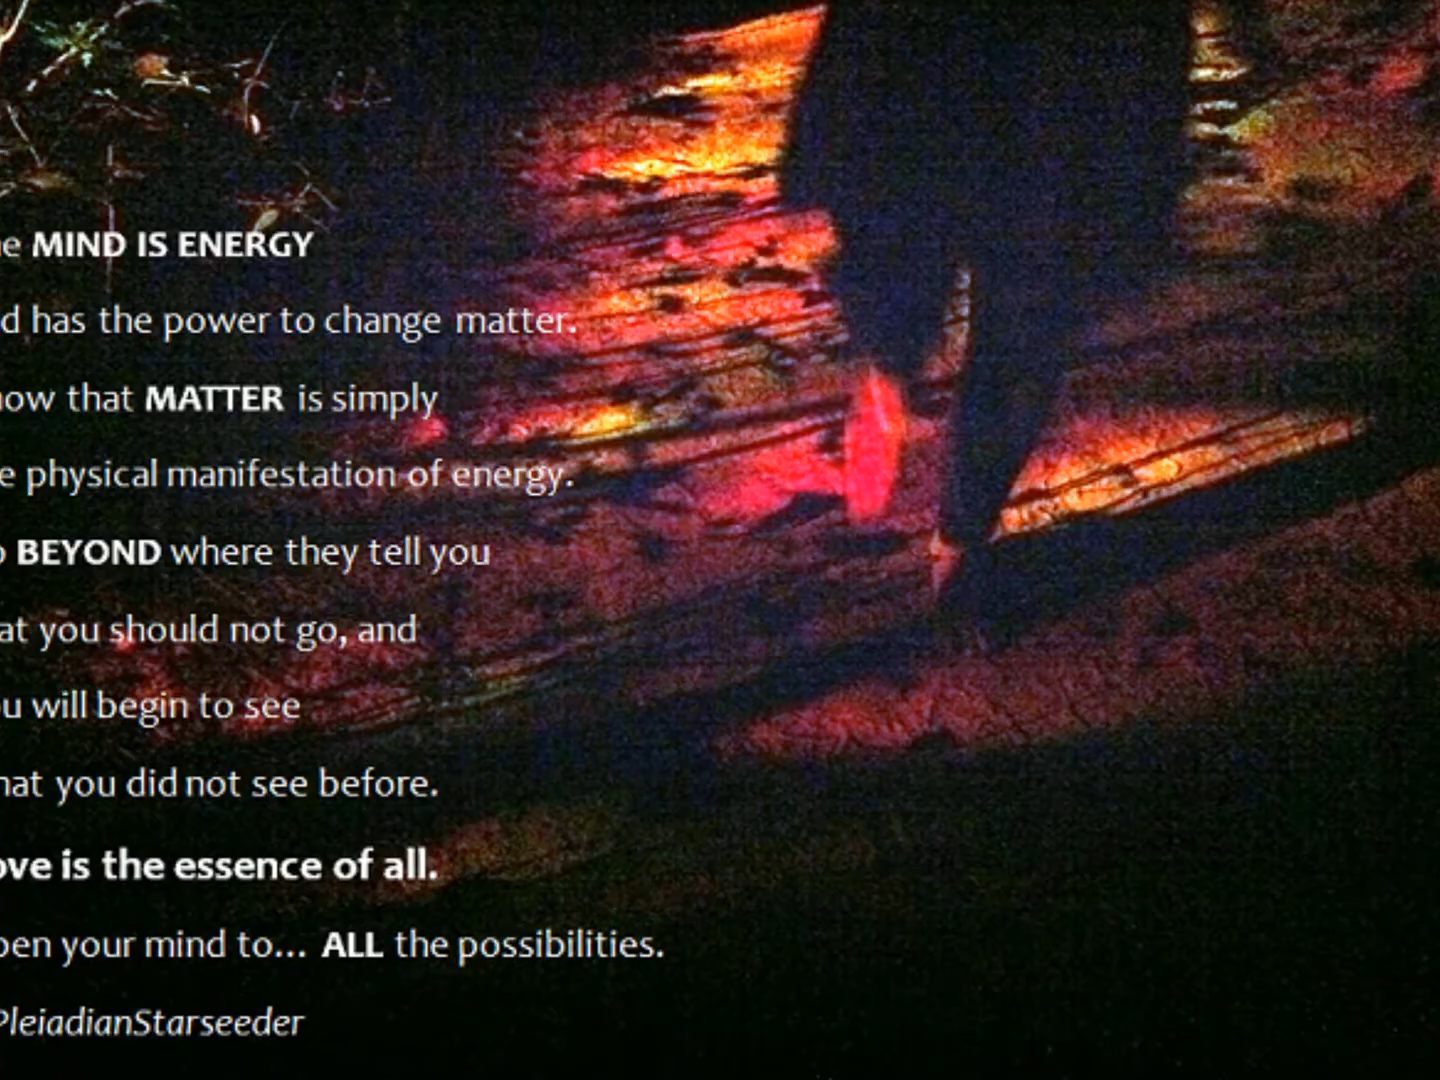 e MIND IS ENERGY
d has the power to change matter.
now that MATTER is simply
e physical manifestation of energy.
o BEYOND where they tell you
at you should not go, and
ou will begin to see
hat you did not see before.
ove is the essence of all.
pen your mind to... ALL the possibilities.
PleiadianStarseeder